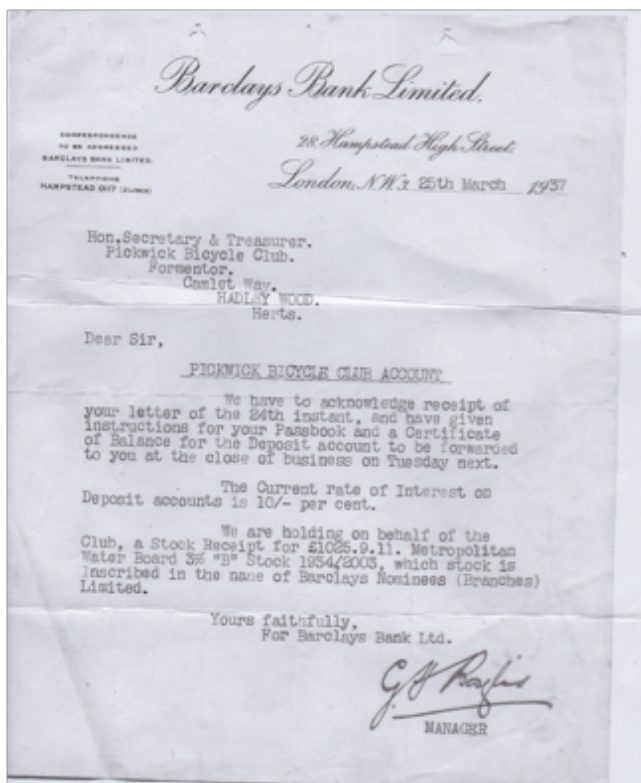 Barclays Bank Limited.
CORRESPONDENCE
TO BE ADDRESSED
BARCLAYS BANK LIMITED.
TELEPHONE
HAMPSTEAD 0117
28, Hampstead High Street,
London, N.W.3 25th March 1937
Hon.Secretary & Treasurer.
Pickwick Bicycle Club.
Formentor.
Camlet Way.
HADLEY WOOD.
Herts.
Dear Sir,
PICKWICK BICYCLE CLUB ACCOUNT
We have to acknowledge receipt of
your letter of the 24th instant, and have given
instructions for your Passbook and a Certificate
of Balance for the Deposit account to be forwarded
to you at the close of business on Tuesday next.
The Current rate of Interest on
Deposit accounts is 10/- per cent.
We are holding on behalf of the
Club, a Stock Receipt for £1025.9.11. Metropolitan
Water Board 3% "B" Stock 1934/2003, which stock is
inscribed in the name of Barclays Nominees (Branches)
Limited.
Yours faithfully,
For Barclays Bank Ltd.
MANAGER